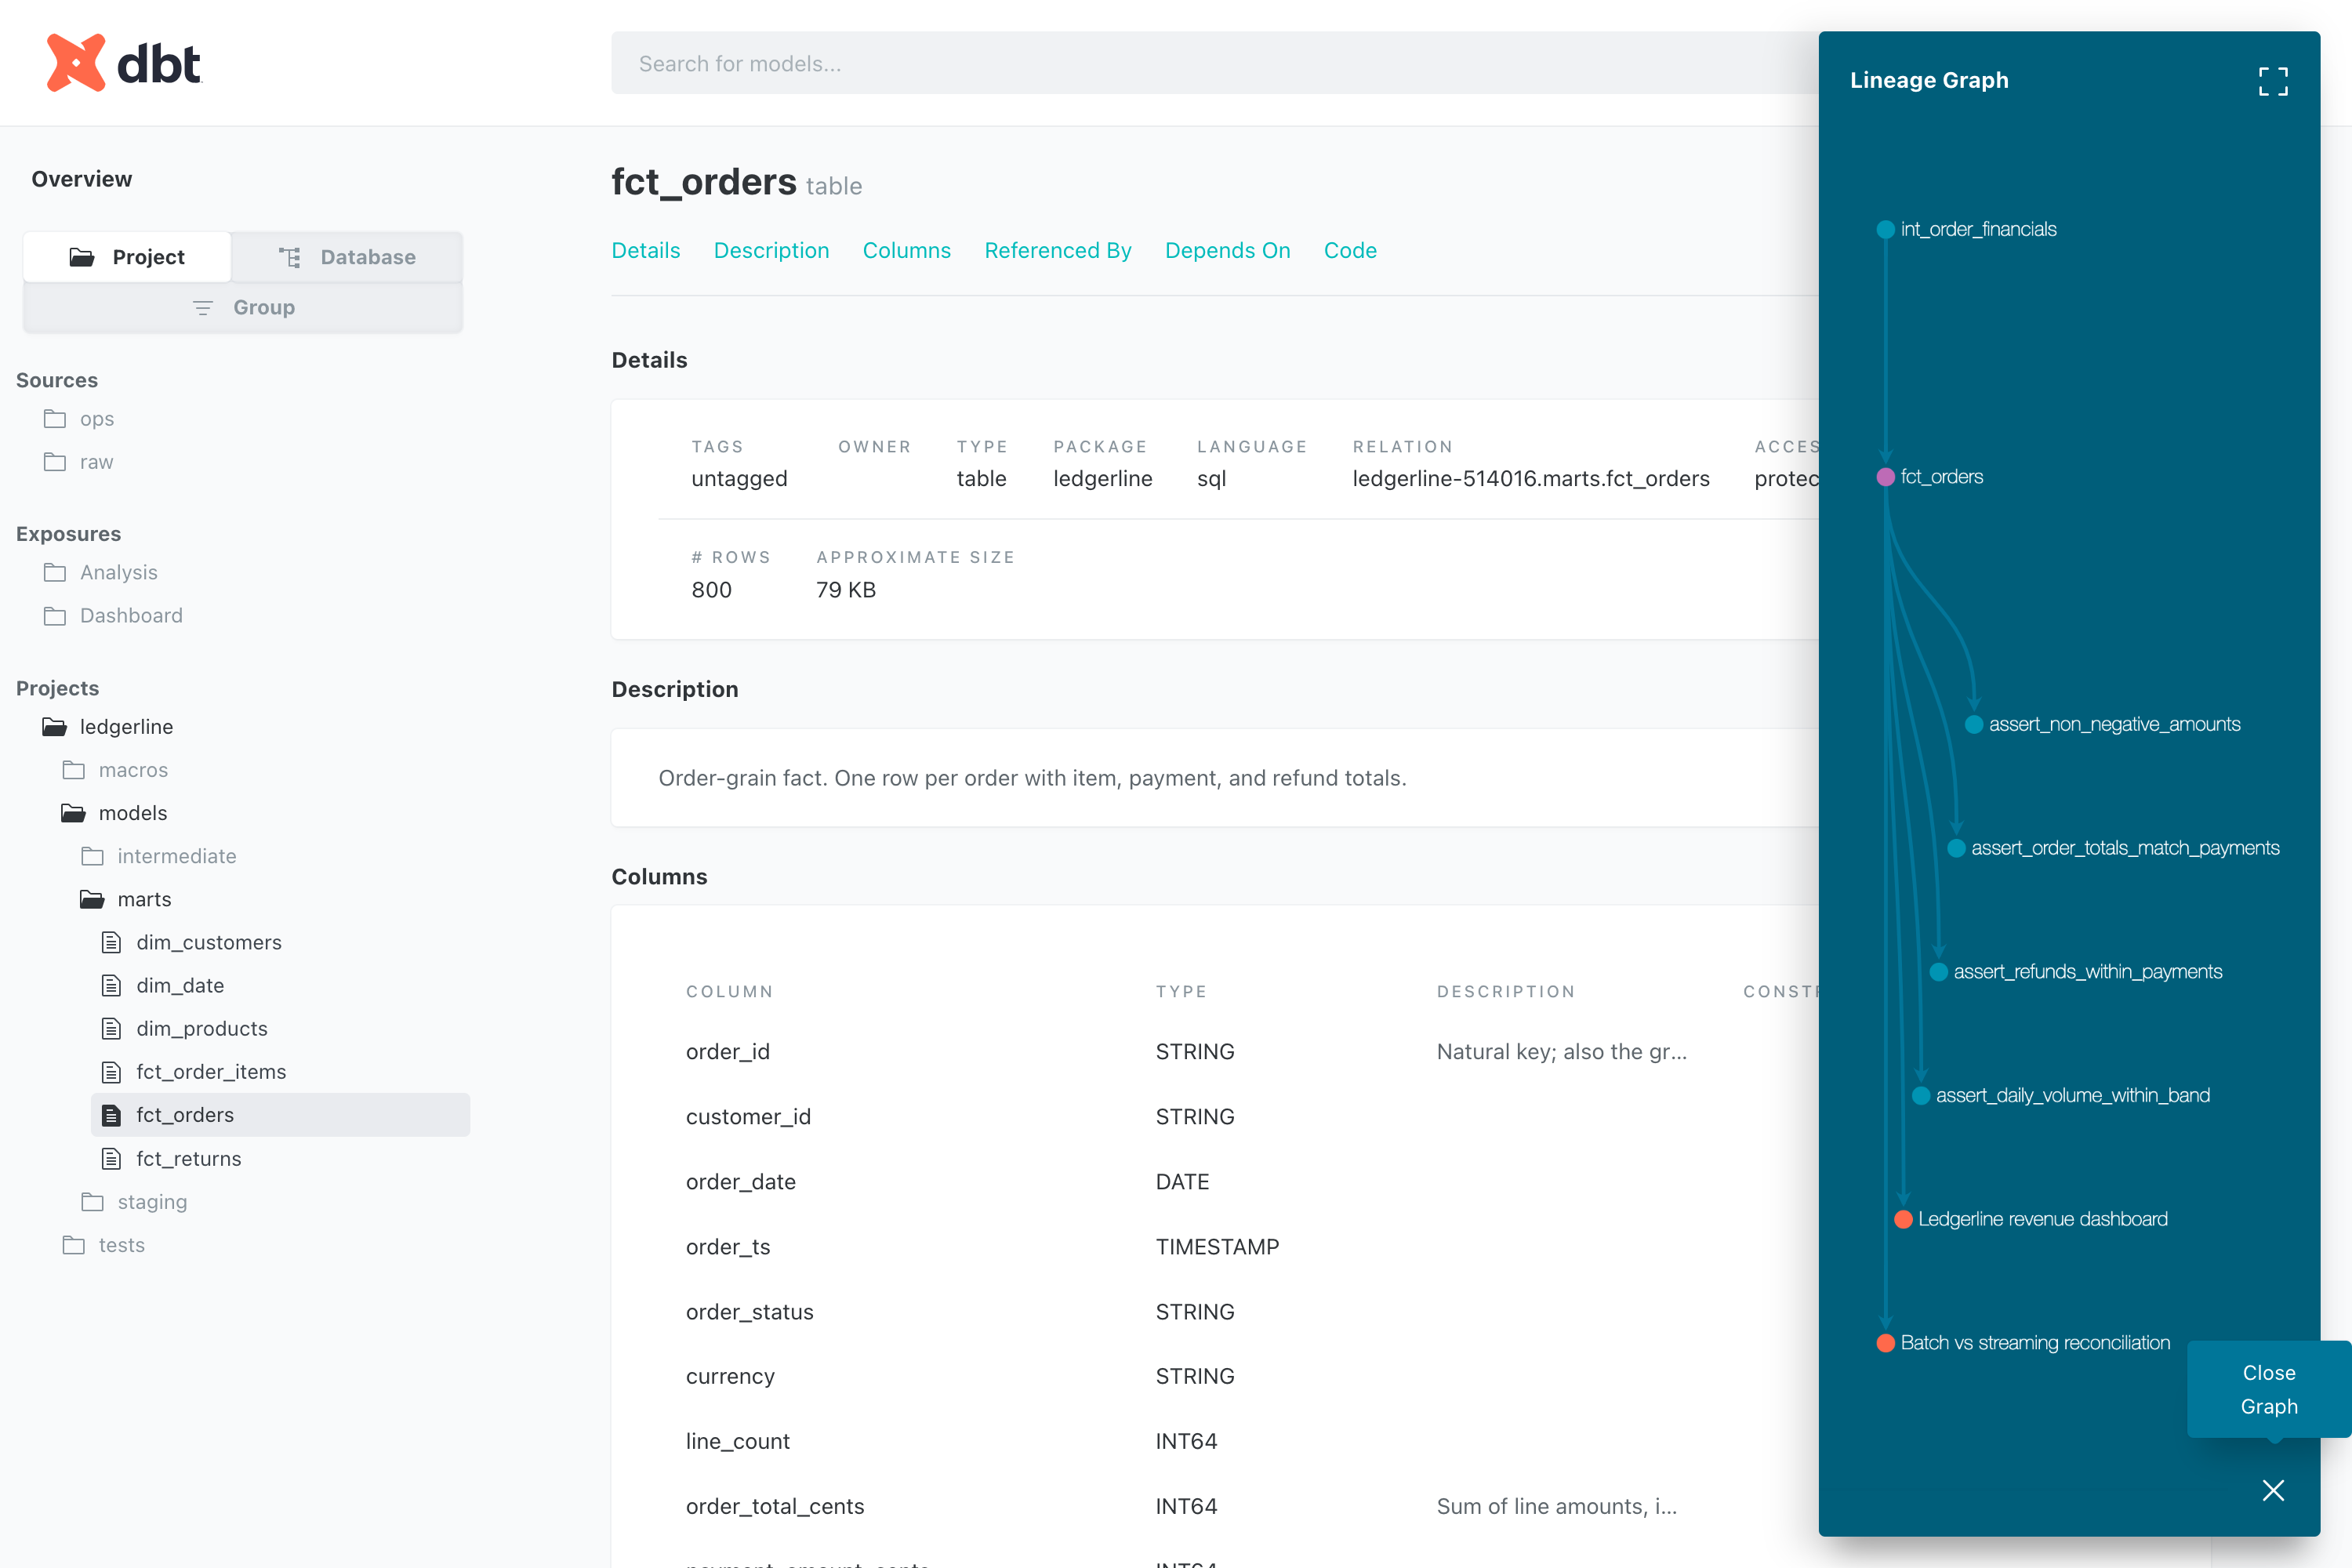 dbt
Search for models...
Overview
Project
Database
Group
Sources
ops
raw
Exposures
Analysis
Dashboard
Projects
ledgerline
macros
models
intermediate
marts
dim_customers
dim_date
dim_products
fct_order_items
fct_orders
fct_returns
staging
tests
fct_orders table
Details Description Columns Referenced By Depends On Code
Details
TAGS OWNER TYPE PACKAGE LANGUAGE RELATION ACCES
untagged table ledgerline sql ledgerline-514016.marts.fct_orders protec
# ROWS APPROXIMATE SIZE
800 79 KB
Description
Order-grain fact. One row per order with item, payment, and refund totals.
Columns
COLUMN TYPE DESCRIPTION CONSTR
order_id STRING Natural key; also the gr...
customer_id STRING
order_date DATE
order_ts TIMESTAMP
order_status STRING
currency STRING
line_count INT64
order_total_cents INT64 Sum of line amounts, i...
Lineage Graph
int_order_financials
fct_orders
assert_non_negative_amounts
assert_order_totals_match_payments
assert_refunds_within_payments
assert_daily_volume_within_band
Ledgerline revenue dashboard
Batch vs streaming reconciliation
Close
Graph